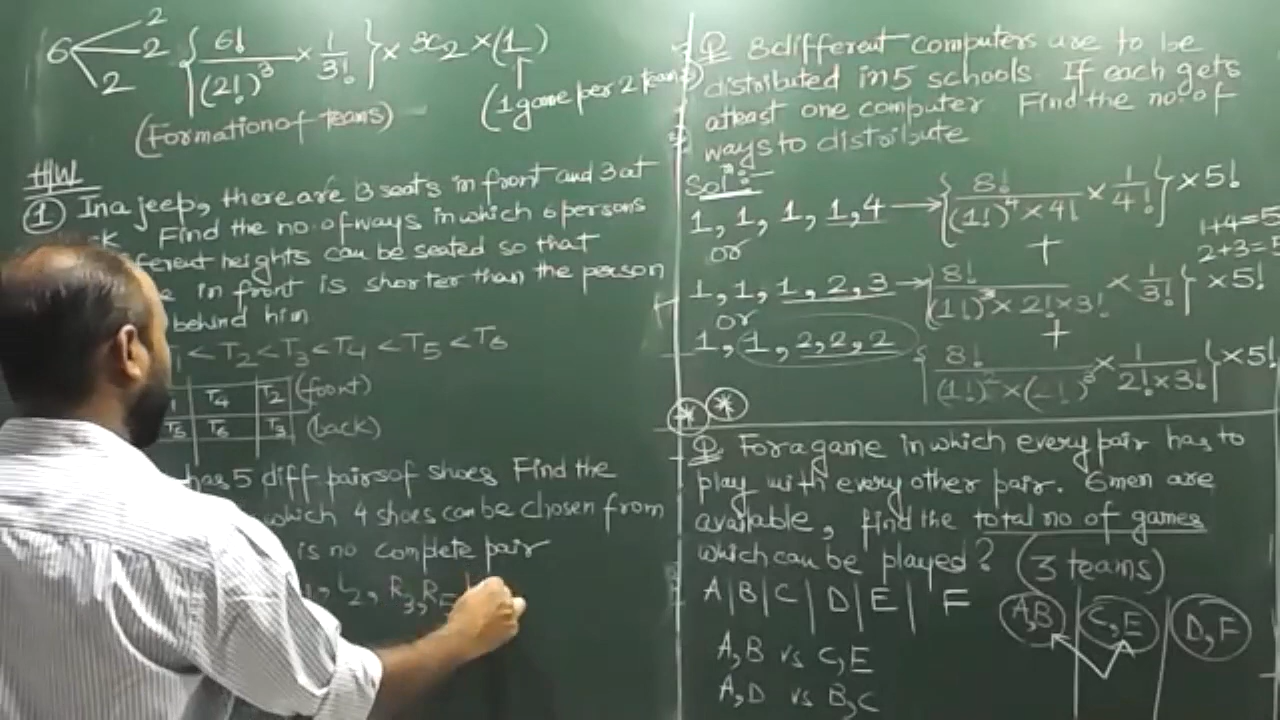 6 2 2 2 { 6! / (2!)^3 × 1/3! } × 3C2 × (1)
(Formation of teams)
(1 game per 2 teams)
H/W
① In a jeep, there are 3 seats in front and 3 at
Find the no. of ways in which 6 persons
heights can be seated so that
in front is shorter than the person
behind him
< T2 < T3 < T4 < T5 < T6
T4 T2 (front)
T5 T6 T3 (back)
has 5 diff pairs of shoes Find the
which 4 shoes can be chosen from
is no complete pair
L2, R3, R5
Q 8 different computers are to be
distributed in 5 schools. If each gets
atleast one computer Find the no. of
ways to distribute
Solⁿ:-
1, 1, 1, 1, 4 → { 8! / (1!)^4 × 4! × 1/4! } × 5!
or +
1+4=5
2+3=5
1, 1, 1, 2, 3 → { 8! / (1!)^3 × 2! × 3! × 1/3! } × 5!
or +
1, 1, 2, 2, 2 { 8! / (1!)^2 × (2!)^3 × 1 / 2! × 3! } × 5!
Q. For a game in which every pair has to
play with every other pair. 6 men are
available, find the total no of games
which can be played? (3 teams)
A | B | C | D | E | F
A,B | C,E | D,F
A, B vs C, E
A, D vs B, C